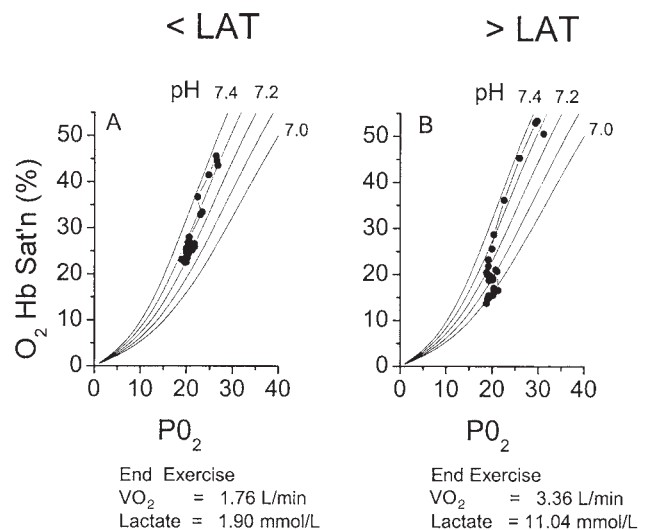 < LAT
> LAT
pH 7.4 7.2
7.0
A
50
40
30
20
10
0
O₂ Hb Sat'n (%)
0 10 20 30 40
P0₂
End Exercise
VO₂ = 1.76 L/min
Lactate = 1.90 mmol/L
pH 7.4 7.2
7.0
B
50
40
30
20
10
0
0 10 20 30 40
P0₂
End Exercise
VO₂ = 3.36 L/min
Lactate = 11.04 mmol/L